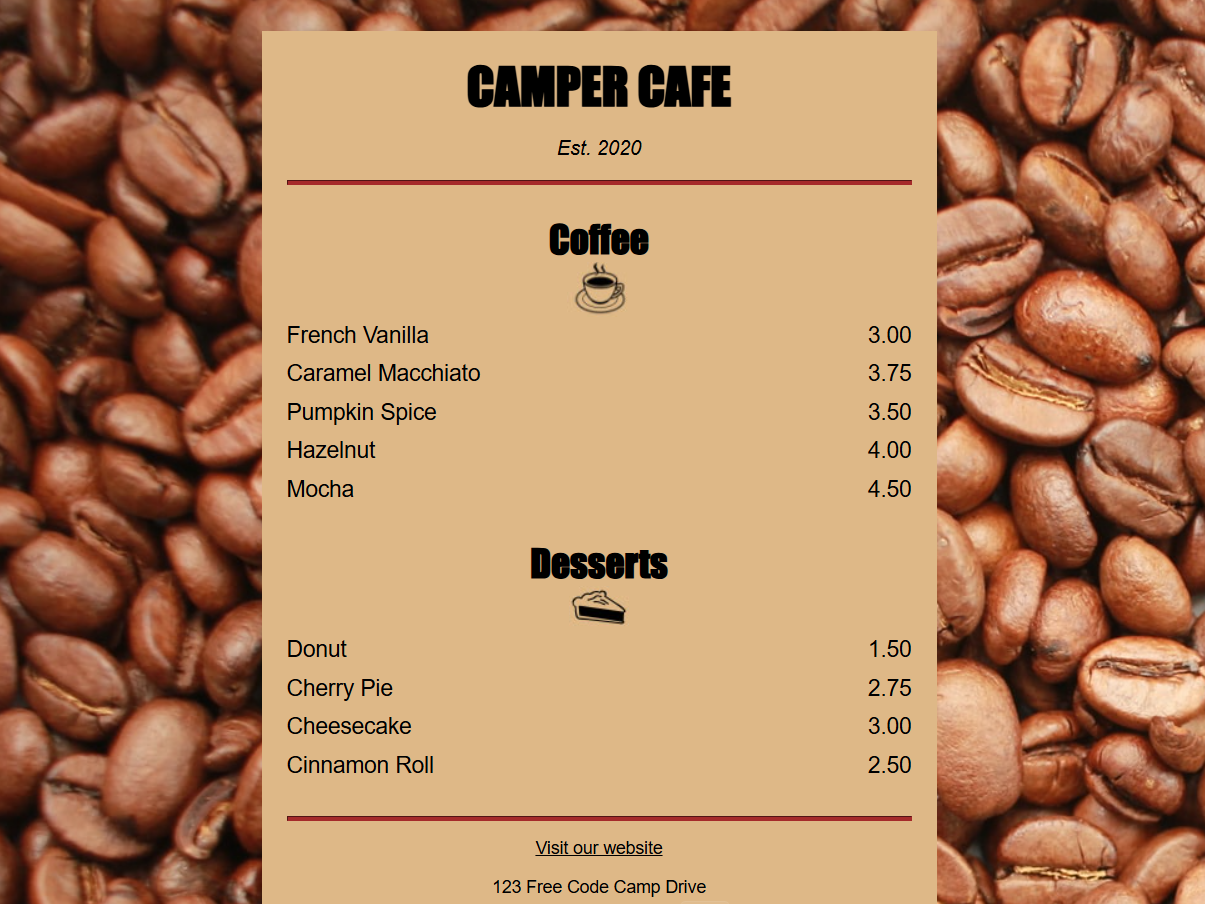 CAMPER CAFE
Est. 2020
Coffee
French Vanilla 3.00
Caramel Macchiato 3.75
Pumpkin Spice 3.50
Hazelnut 4.00
Mocha 4.50
Desserts
Donut 1.50
Cherry Pie 2.75
Cheesecake 3.00
Cinnamon Roll 2.50
Visit our website
123 Free Code Camp Drive